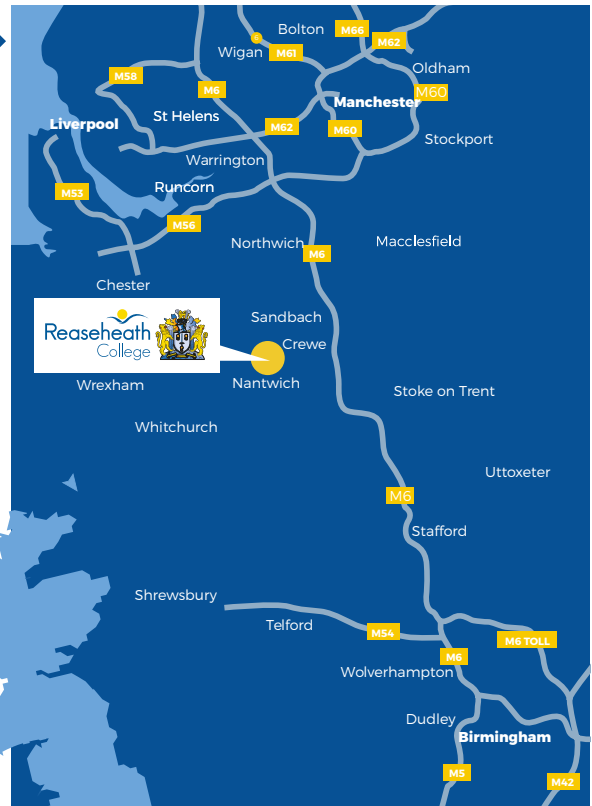 Bolton
M66
M62
Wigan
M61
Oldham
M58
M6
M60
Manchester
St Helens
Liverpool
M62
M60
Stockport
Warrington
Runcorn
M53
M56
Northwich
Macclesfield
M6
Chester
Sandbach
Reaseheath
College
Crewe
Wrexham
Nantwich
Stoke on Trent
Whitchurch
Uttoxeter
M6
Stafford
Shrewsbury
Telford
M54
M6 TOLL
M6
Wolverhampton
Dudley
Birmingham
M5
M42